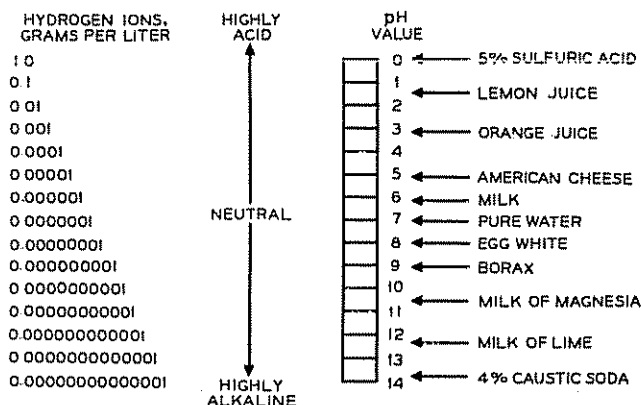 HYDROGEN IONS,
GRAMS PER LITER
1.0
0.1
0.01
0.001
0.0001
0.00001
0.000001
0.0000001
0.00000001
0.000000001
0.0000000001
0.00000000001
0.000000000001
0.0000000000001
0.00000000000001
HIGHLY
ACID
NEUTRAL
HIGHLY
ALKALINE
pH
VALUE
0
1
2
3
4
5
6
7
8
9
10
11
12
13
14
5% SULFURIC ACID
LEMON JUICE
ORANGE JUICE
AMERICAN CHEESE
MILK
PURE WATER
EGG WHITE
BORAX
MILK OF MAGNESIA
MILK OF LIME
4% CAUSTIC SODA